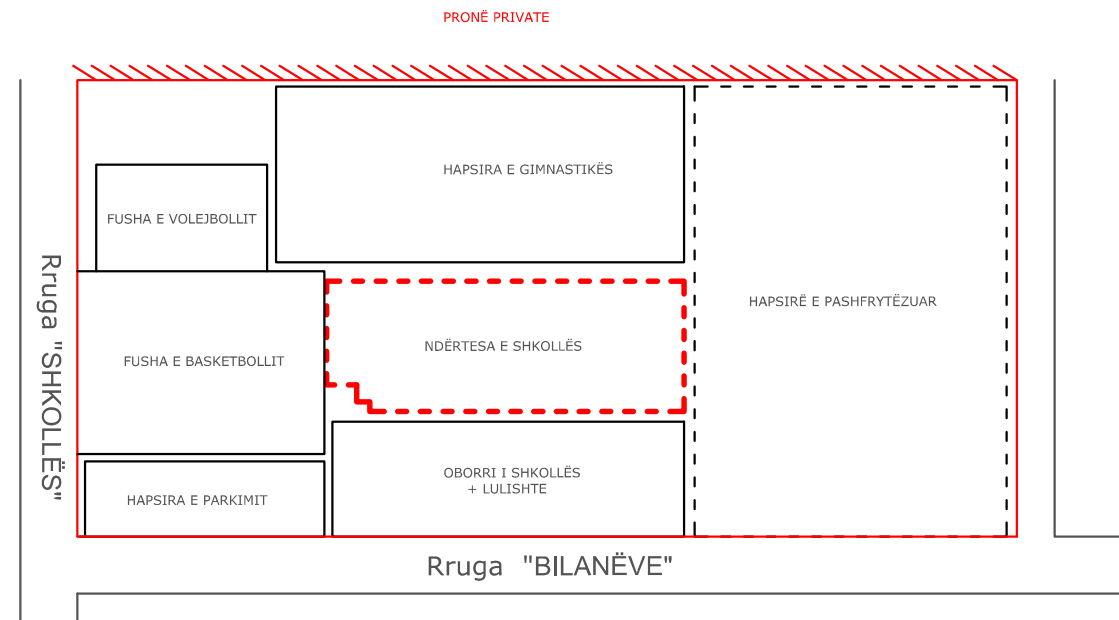 PRONË PRIVATE
HAPSIRA E GIMNASTIKËS
FUSHA E VOLEJBOLLIT
HAPSIRË E PASHFRYTËZUAR
Rruga "SHKOLLËS"
NDËRTESA E SHKOLLËS
FUSHA E BASKETBOLLIT
OBORRI I SHKOLLËS
+ LULISHTE
HAPSIRA E PARKIMIT
Rruga "BILANËVE"